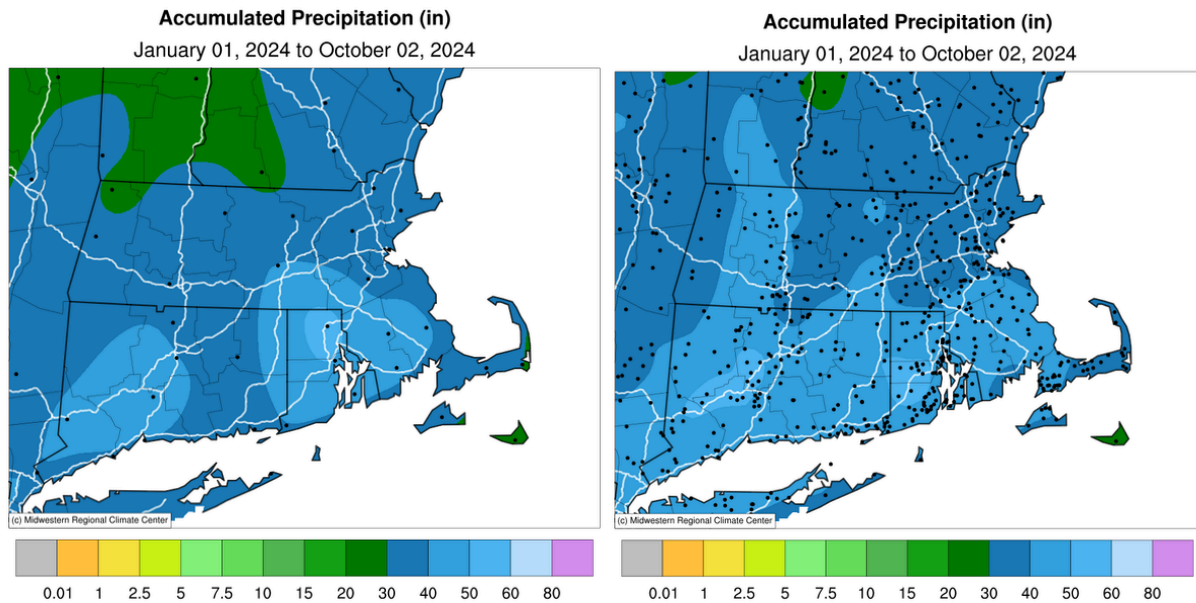 Accumulated Precipitation (in)
January 01, 2024 to October 02, 2024
(c) Midwestern Regional Climate Center
0.01 1 2.5 5 7.5 10 15 20 30 40 50 60 80
Accumulated Precipitation (in)
January 01, 2024 to October 02, 2024
(c) Midwestern Regional Climate Center
0.01 1 2.5 5 7.5 10 15 20 30 40 50 60 80